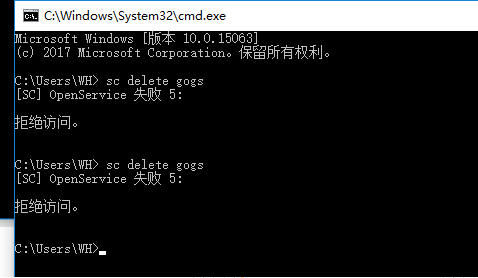 C:\Windows\System32\cmd.exe
Microsoft Windows [版本 10.0.15063]
(c) 2017 Microsoft Corporation。保留所有权利。
C:\Users\WH> sc delete gogs
[SC] OpenService 失败 5:
拒绝访问。
C:\Users\WH> sc delete gogs
[SC] OpenService 失败 5:
拒绝访问。
C:\Users\WH>